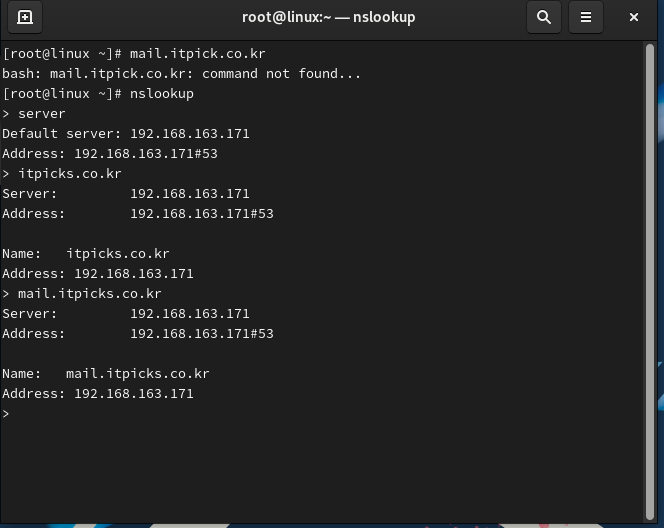 root@linux:~ — nslookup
[root@linux ~]# mail.itpick.co.kr
bash: mail.itpick.co.kr: command not found...
[root@linux ~]# nslookup
> server
Default server: 192.168.163.171
Address: 192.168.163.171#53
> itpicks.co.kr
Server:         192.168.163.171
Address:        192.168.163.171#53
Name:   itpicks.co.kr
Address: 192.168.163.171
> mail.itpicks.co.kr
Server:         192.168.163.171
Address:        192.168.163.171#53
Name:   mail.itpicks.co.kr
Address: 192.168.163.171
>